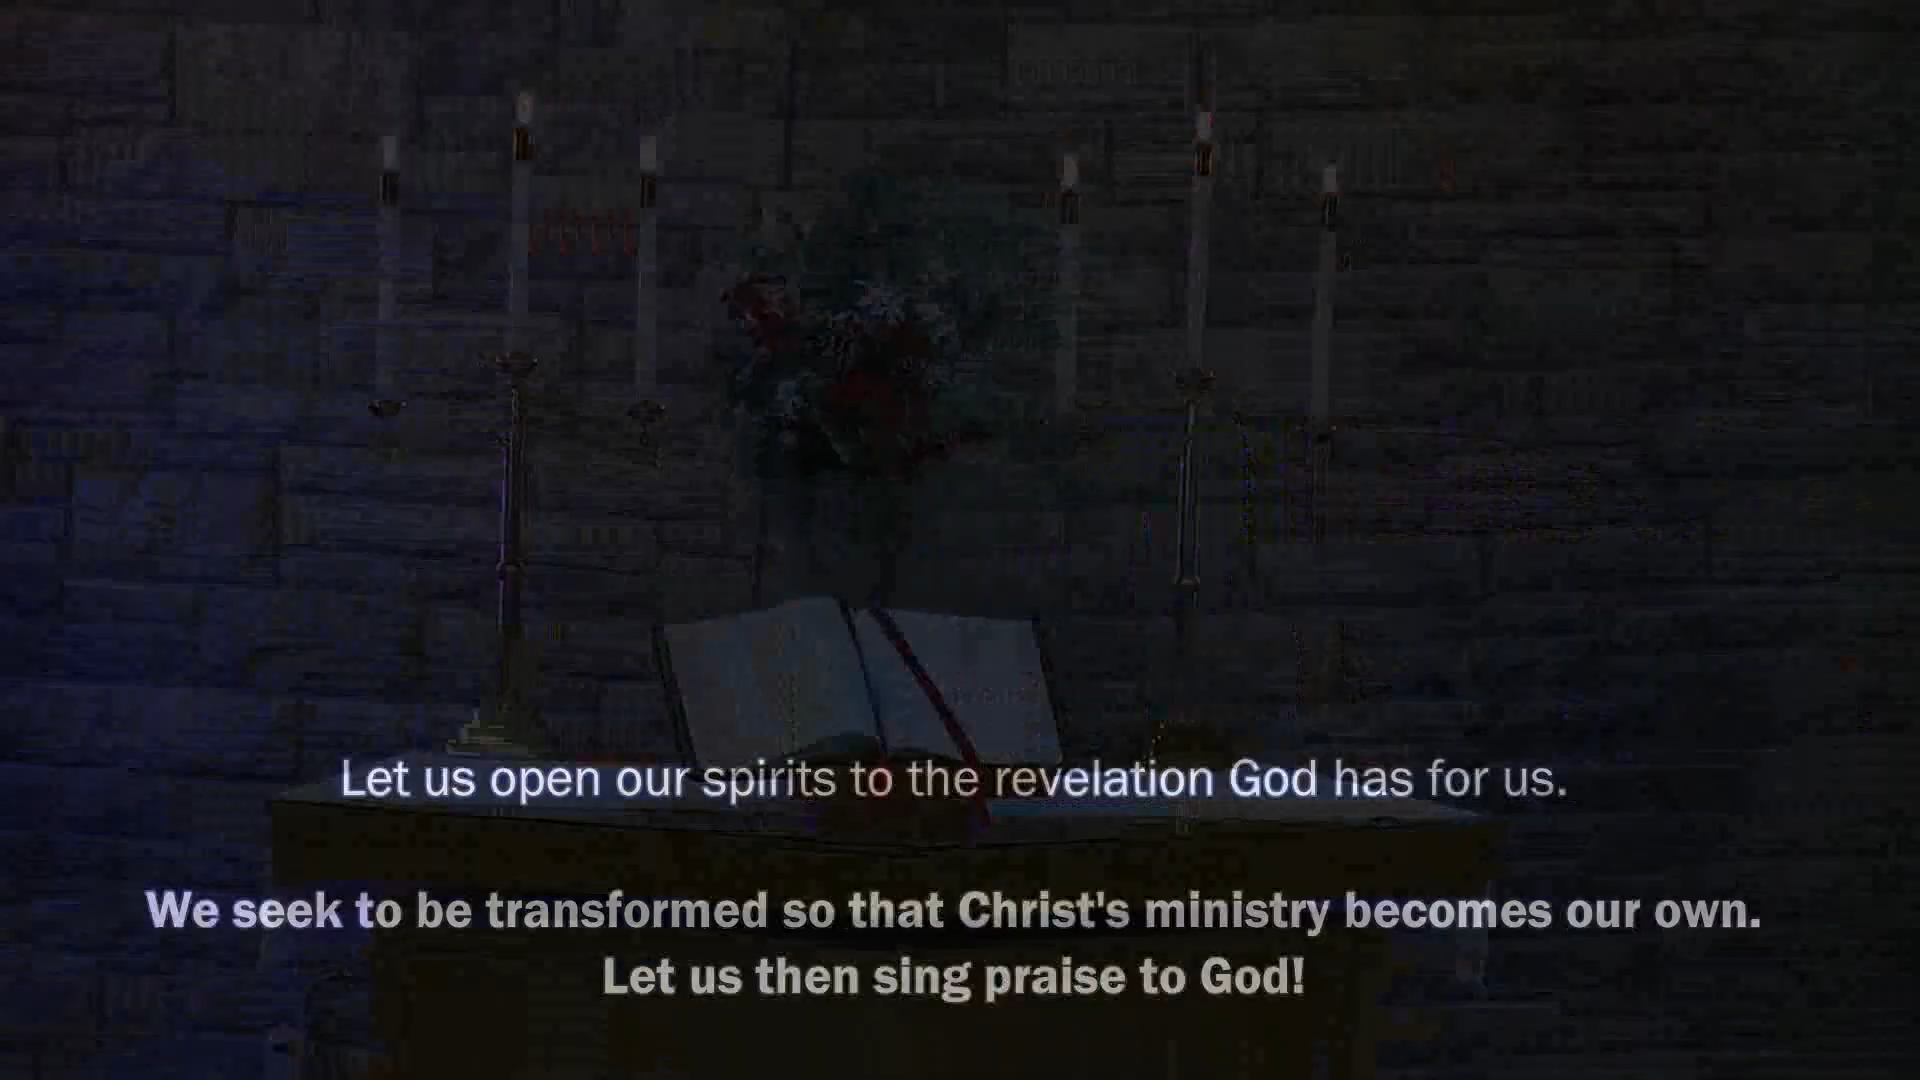 Let us open our spirits to the revelation God has for us.
We seek to be transformed so that Christ's ministry becomes our own.
Let us then sing praise to God!